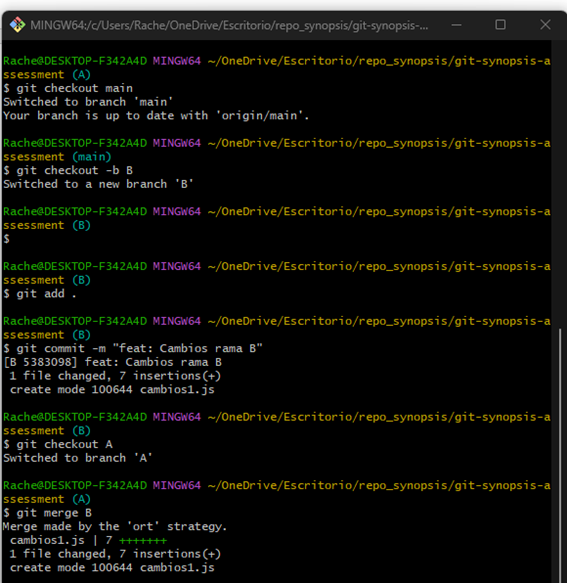 MINGW64:/c/Users/Rache/OneDrive/Escritorio/repo_synopsis/git-synopsis-...
Rache@DESKTOP-F342A4D MINGW64 ~/OneDrive/Escritorio/repo_synopsis/git-synopsis-a
ssessment (A)
$ git checkout main
Switched to branch 'main'
Your branch is up to date with 'origin/main'.
Rache@DESKTOP-F342A4D MINGW64 ~/OneDrive/Escritorio/repo_synopsis/git-synopsis-a
ssessment (main)
$ git checkout -b B
Switched to a new branch 'B'
Rache@DESKTOP-F342A4D MINGW64 ~/OneDrive/Escritorio/repo_synopsis/git-synopsis-a
ssessment (B)
$
Rache@DESKTOP-F342A4D MINGW64 ~/OneDrive/Escritorio/repo_synopsis/git-synopsis-a
ssessment (B)
$ git add .
Rache@DESKTOP-F342A4D MINGW64 ~/OneDrive/Escritorio/repo_synopsis/git-synopsis-a
ssessment (B)
$ git commit -m "feat: Cambios rama B"
[B 5383098] feat: Cambios rama B
1 file changed, 7 insertions(+)
create mode 100644 cambios1.js
Rache@DESKTOP-F342A4D MINGW64 ~/OneDrive/Escritorio/repo_synopsis/git-synopsis-a
ssessment (B)
$ git checkout A
Switched to branch 'A'
Rache@DESKTOP-F342A4D MINGW64 ~/OneDrive/Escritorio/repo_synopsis/git-synopsis-a
ssessment (A)
$ git merge B
Merge made by the 'ort' strategy.
cambios1.js | 7 +++++++
1 file changed, 7 insertions(+)
create mode 100644 cambios1.js